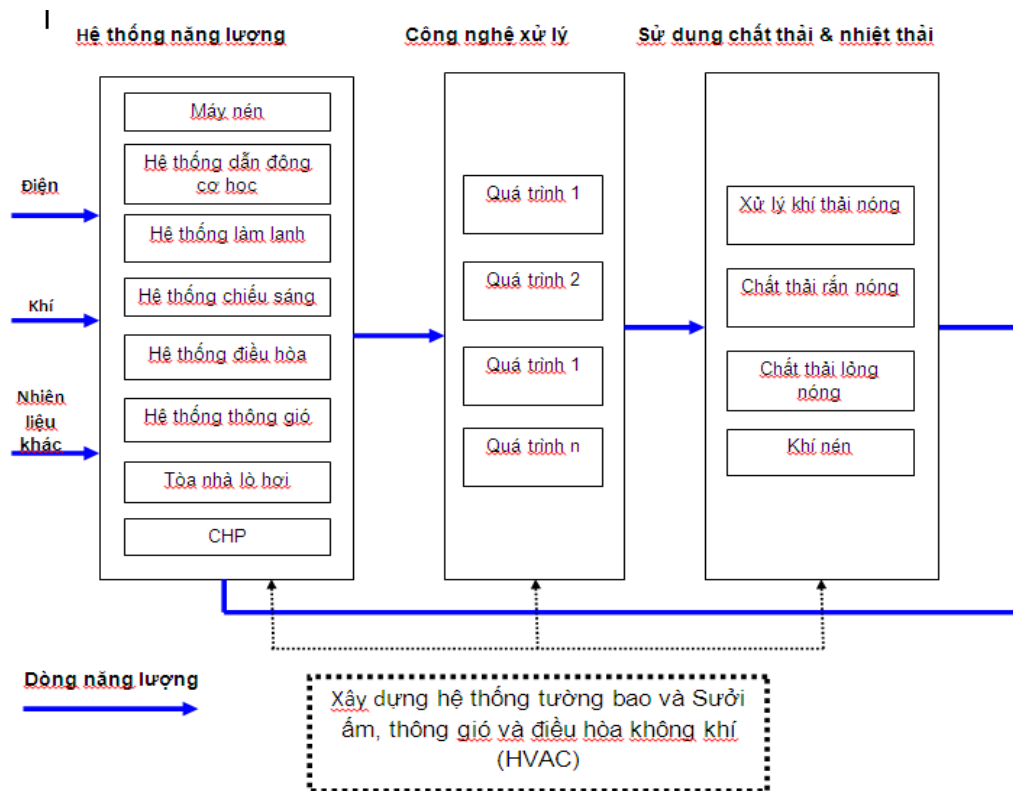 Hệ thống năng lượng
Công nghệ xử lý
Sử dụng chất thải & nhiệt thải
Điện
Khí
Nhiên
liệu
khác
Máy nén
Hệ thống dẫn đông
cơ học
Hệ thống làm lạnh
Hệ thống chiếu sáng
Hệ thống điều hòa
Hệ thống thông gió
Tòa nhà lò hơi
CHP
Quá trình 1
Quá trình 2
Quá trình 1
Quá trình n
Xử lý khí thải nóng
Chất thải rắn nóng
Chất thải lỏng
nóng
Khí nén
Dòng năng lượng
Xây dựng hệ thống tường bao và Sưởi
ấm, thông gió và điều hòa không khí
(HVAC)